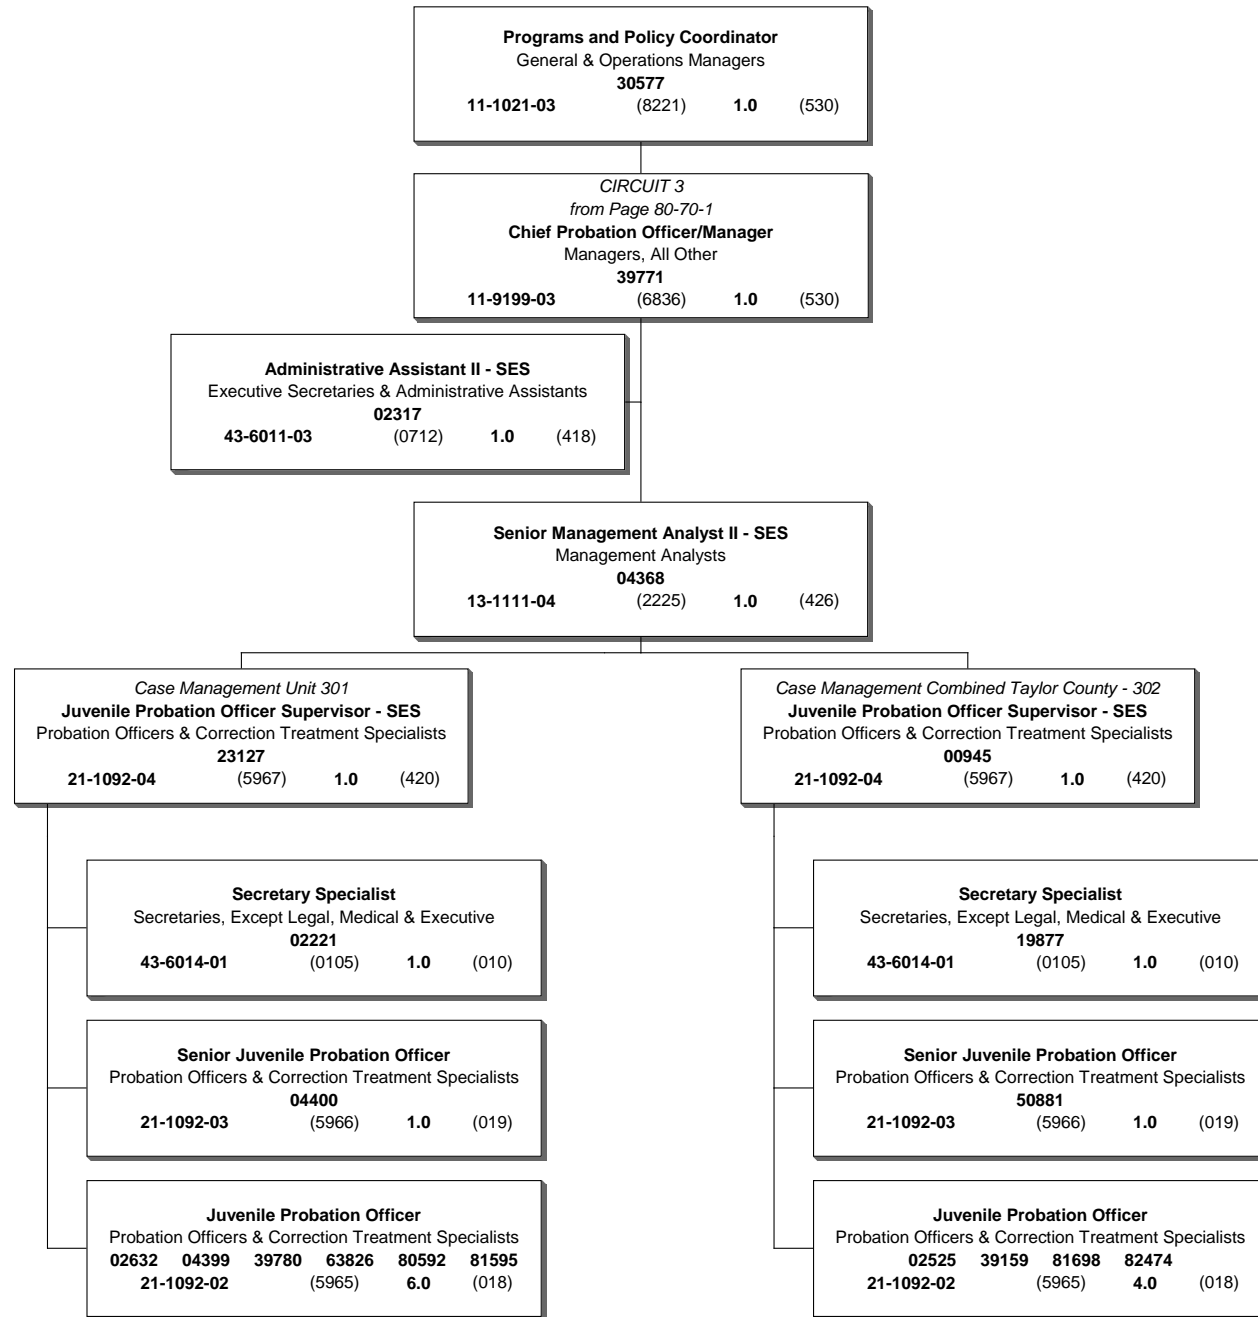 Programs and Policy Coordinator
General & Operations Managers
30577
11-1021-03 (8221) 1.0 (530)
CIRCUIT 3
from Page 80-70-1
Chief Probation Officer/Manager
Managers, All Other
39771
11-9199-03 (6836) 1.0 (530)
Administrative Assistant II - SES
Executive Secretaries & Administrative Assistants
02317
43-6011-03 (0712) 1.0 (418)
Senior Management Analyst II - SES
Management Analysts
04368
13-1111-04 (2225) 1.0 (426)
Case Management Unit 301
Juvenile Probation Officer Supervisor - SES
Probation Officers & Correction Treatment Specialists
23127
21-1092-04 (5967) 1.0 (420)
Secretary Specialist
Secretaries, Except Legal, Medical & Executive
02221
43-6014-01 (0105) 1.0 (010)
Senior Juvenile Probation Officer
Probation Officers & Correction Treatment Specialists
04400
21-1092-03 (5966) 1.0 (019)
Juvenile Probation Officer
Probation Officers & Correction Treatment Specialists
02632 04399 39780 63826 80592 81595
21-1092-02 (5965) 6.0 (018)
Case Management Combined Taylor County - 302
Juvenile Probation Officer Supervisor - SES
Probation Officers & Correction Treatment Specialists
00945
21-1092-04 (5967) 1.0 (420)
Secretary Specialist
Secretaries, Except Legal, Medical & Executive
19877
43-6014-01 (0105) 1.0 (010)
Senior Juvenile Probation Officer
Probation Officers & Correction Treatment Specialists
50881
21-1092-03 (5966) 1.0 (019)
Juvenile Probation Officer
Probation Officers & Correction Treatment Specialists
02525 39159 81698 82474
21-1092-02 (5965) 4.0 (018)